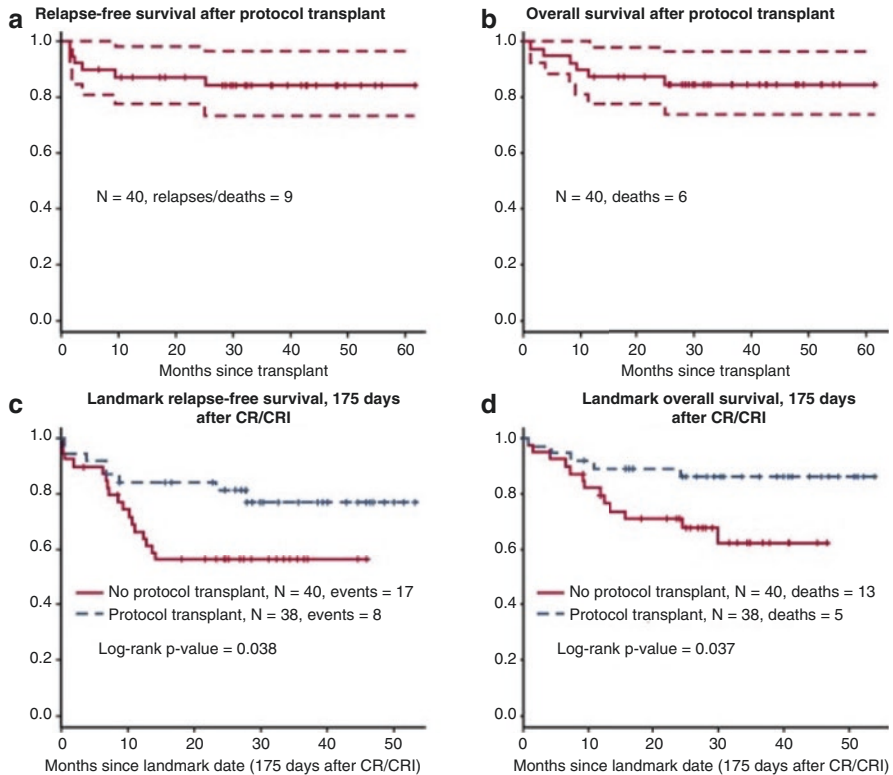 a Relapse-free survival after protocol transplant
1.0
0.8
0.6
0.4
0.2
0.0
N = 40, relapses/deaths = 9
0 10 20 30 40 50 60
Months since transplant
b Overall survival after protocol transplant
1.0
0.8
0.6
0.4
0.2
0.0
N = 40, deaths = 6
0 10 20 30 40 50 60
Months since transplant
c Landmark relapse-free survival, 175 days
after CR/CRI
1.0
0.8
0.6
0.4
0.2
0.0
No protocol transplant, N = 40, events = 17
Protocol transplant, N = 38, events = 8
Log-rank p-value = 0.038
0 10 20 30 40 50
Months since landmark date (175 days after CR/CRI)
d Landmark overall survival, 175 days
after CR/CRI
1.0
0.8
0.6
0.4
0.2
0.0
No protocol transplant, N = 40, deaths = 13
Protocol transplant, N = 38, deaths = 5
Log-rank p-value = 0.037
0 10 20 30 40 50
Months since landmark date (175 days after CR/CRI)